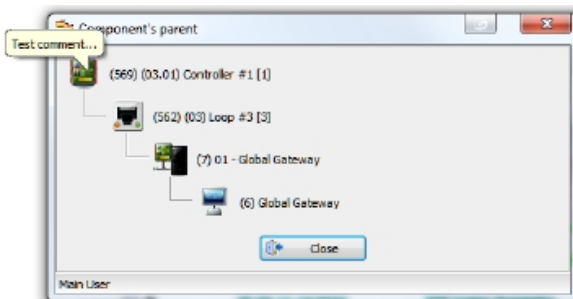 Component's parent
Test comment...
(569) (03.01) Controller #1 [1]
(562) (03) Loop #3 [3]
(7) 01 - Global Gateway
(6) Global Gateway
Close
Main User